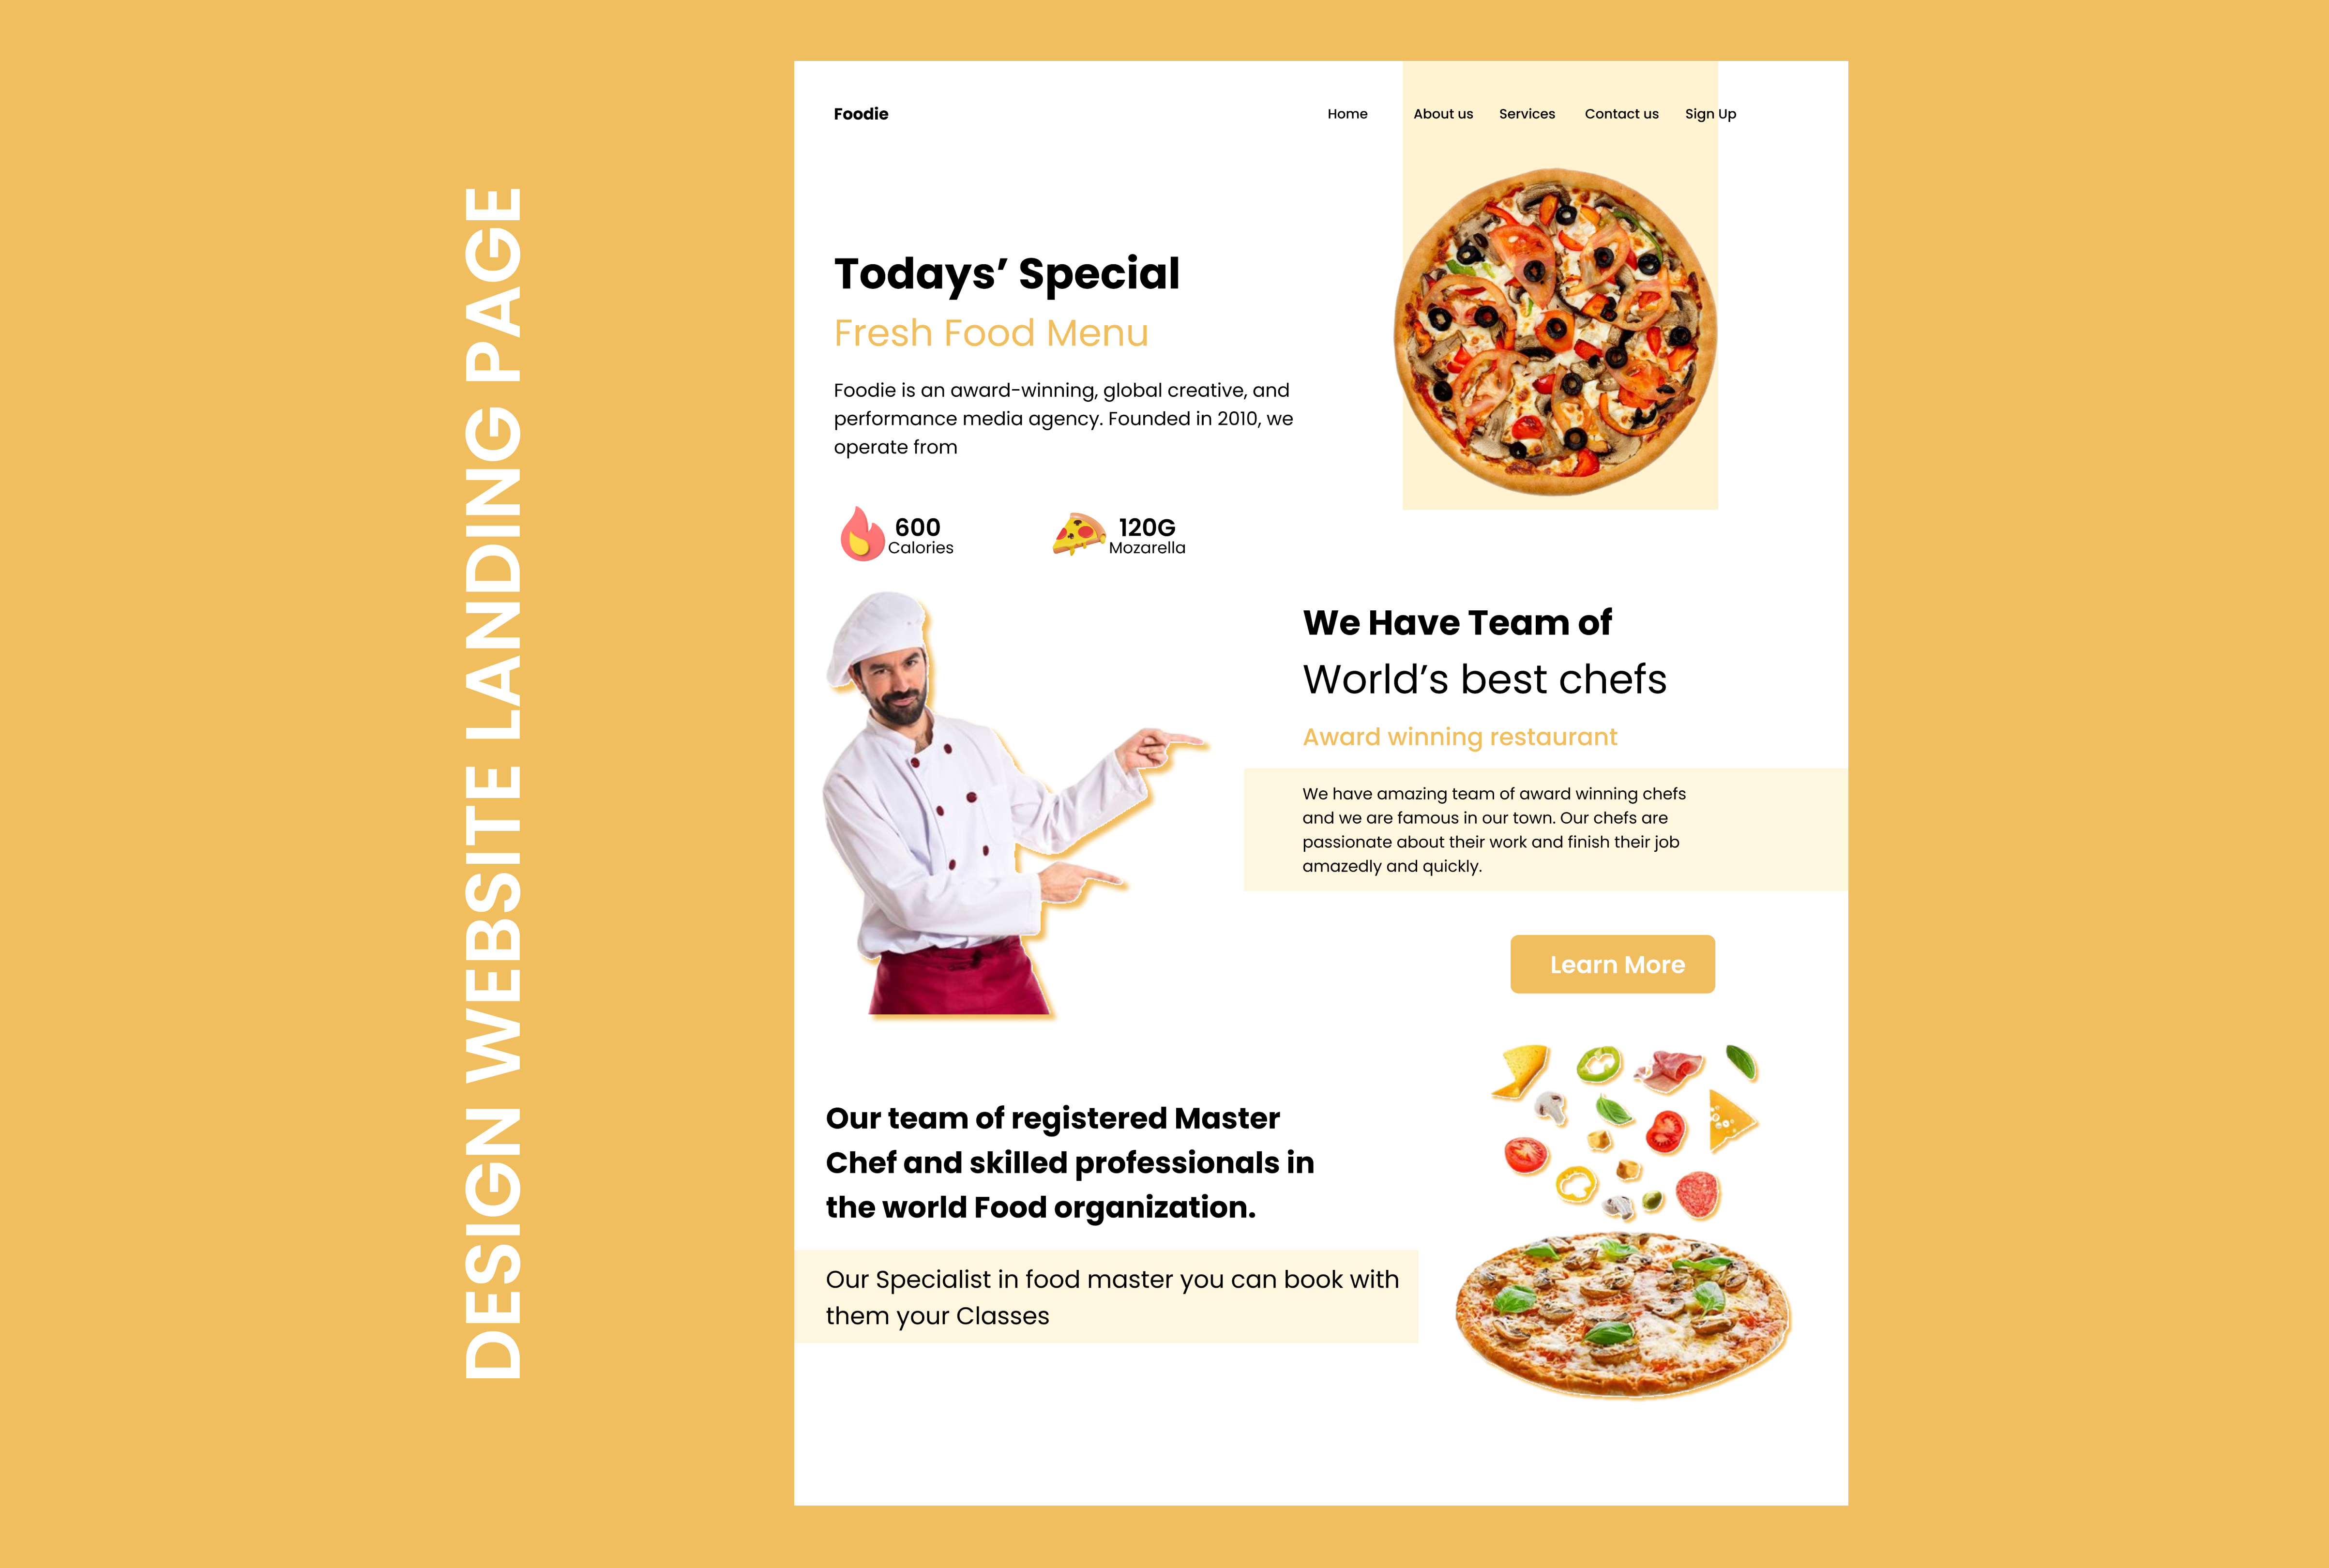 DESIGN WEBSITE LANDING PAGE
Foodie
Home About us Services Contact us Sign Up
Todays’ Special
Fresh Food Menu
Foodie is an award-winning, global creative, and
performance media agency. Founded in 2010, we
operate from
600
Calories
120G
Mozarella
We Have Team of
World’s best chefs
Award winning restaurant
We have amazing team of award winning chefs
and we are famous in our town. Our chefs are
passionate about their work and finish their job
amazedly and quickly.
Learn More
Our team of registered Master
Chef and skilled professionals in
the world Food organization.
Our Specialist in food master you can book with
them your Classes